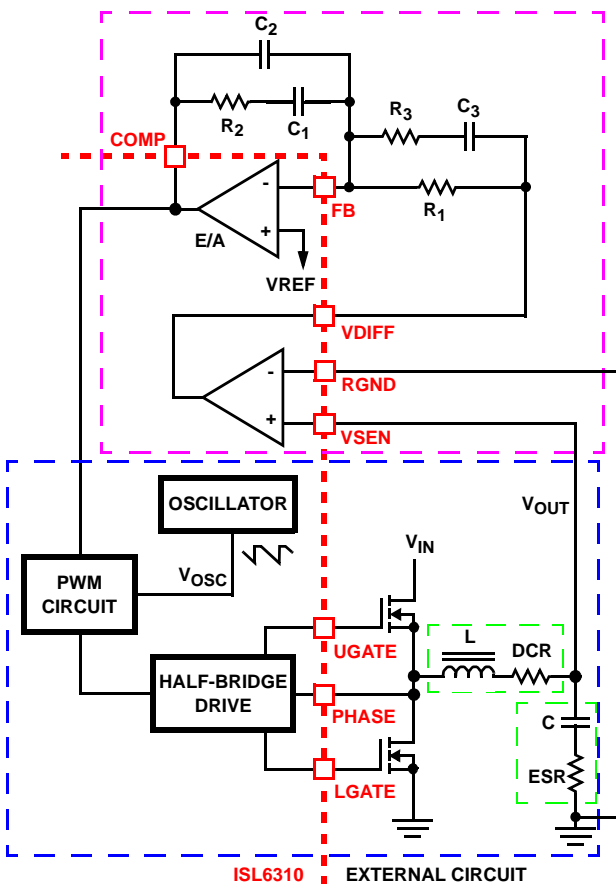 C2
R2
C1
R3
C3
COMP
R1
-
+
FB
E/A
VREF
VDIFF
-
RGND
+
VSEN
OSCILLATOR
VOUT
VIN
PWM
CIRCUIT
VOSC
UGATE
L
DCR
HALF-BRIDGE
DRIVE
PHASE
C
ESR
LGATE
ISL6310
EXTERNAL CIRCUIT